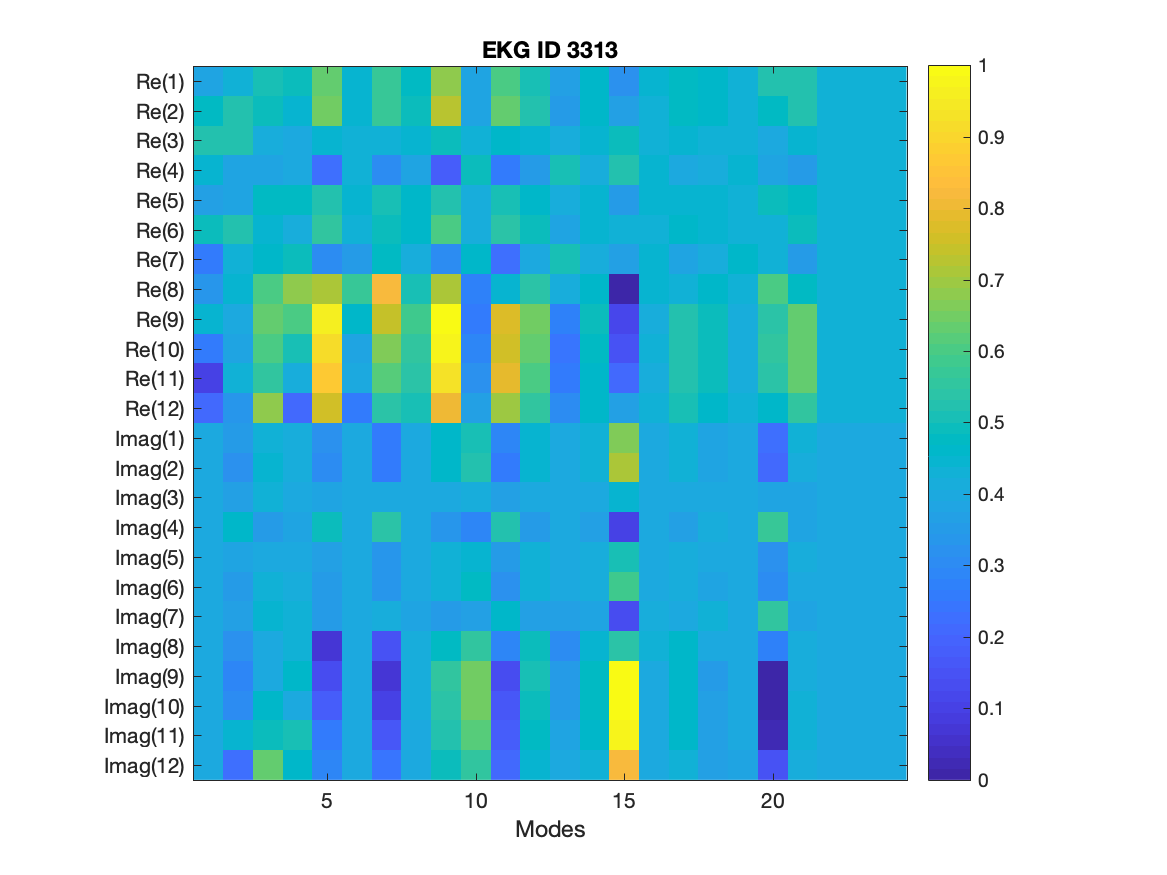 EKG ID 3313
Re(1)
Re(2)
Re(3)
Re(4)
Re(5)
Re(6)
Re(7)
Re(8)
Re(9)
Re(10)
Re(11)
Re(12)
Imag(1)
Imag(2)
Imag(3)
Imag(4)
Imag(5)
Imag(6)
Imag(7)
Imag(8)
Imag(9)
Imag(10)
Imag(11)
Imag(12)
5 10 15 20
Modes
1
0.9
0.8
0.7
0.6
0.5
0.4
0.3
0.2
0.1
0